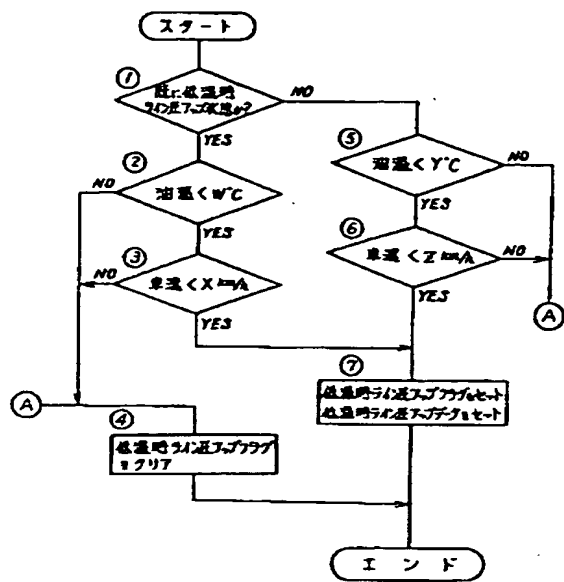 スタート
①
既に低温時
ライン圧アップ状態か?
NO
YES
②
油温<W°C
NO
YES
③
車速<X km/h
NO
YES
⑤
油温<Y°C
NO
YES
⑥
車速<Z km/h
NO
YES
A
⑦
低温時ライン圧アップフラグをセット
低温時ライン圧アップデータをセット
A
④
低温時ライン圧アップフラグ
をクリア
エンド